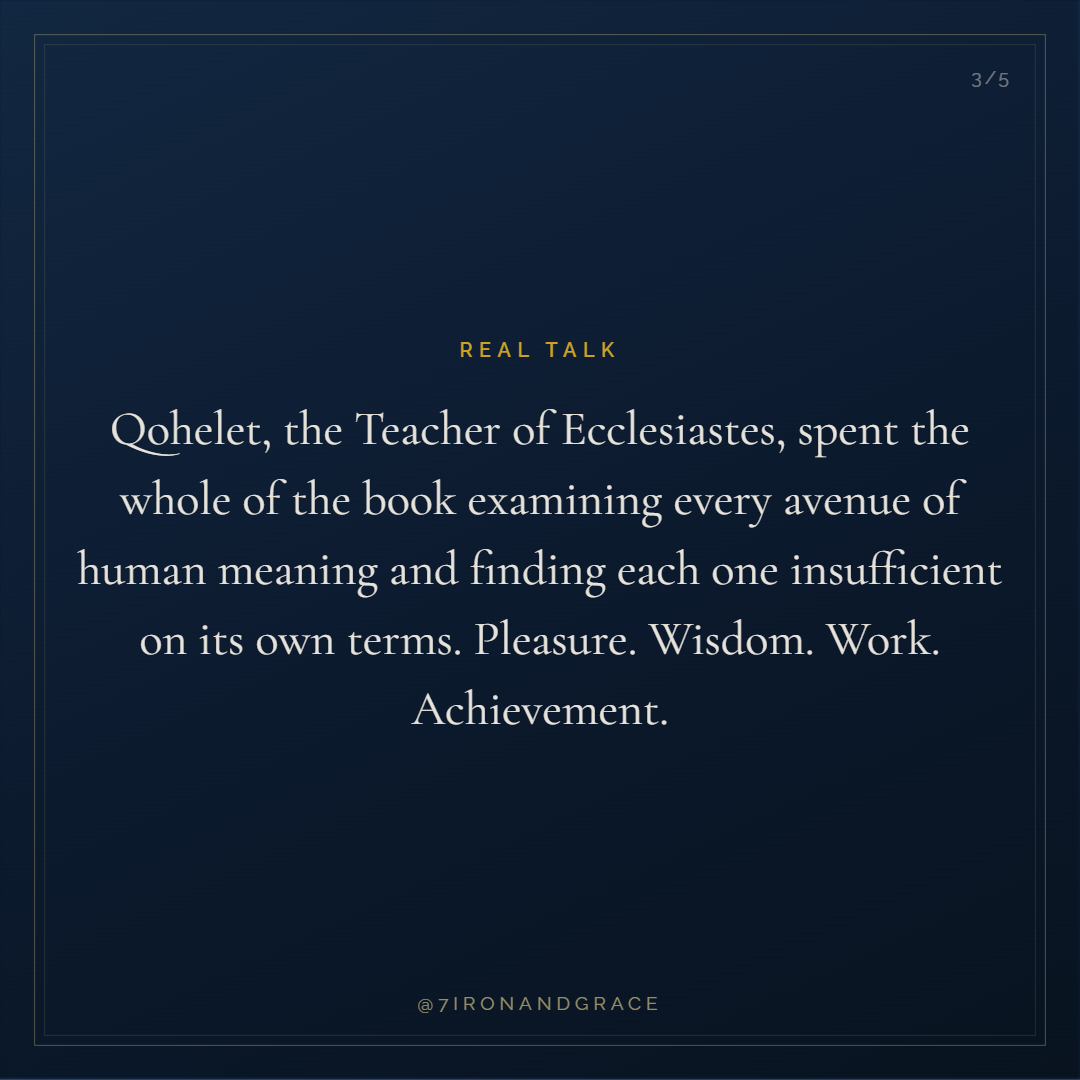 3/5
REAL TALK
Qohelet, the Teacher of Ecclesiastes, spent the
whole of the book examining every avenue of
human meaning and finding each one insufficient
on its own terms. Pleasure. Wisdom. Work.
Achievement.
@7IRONANDGRACE